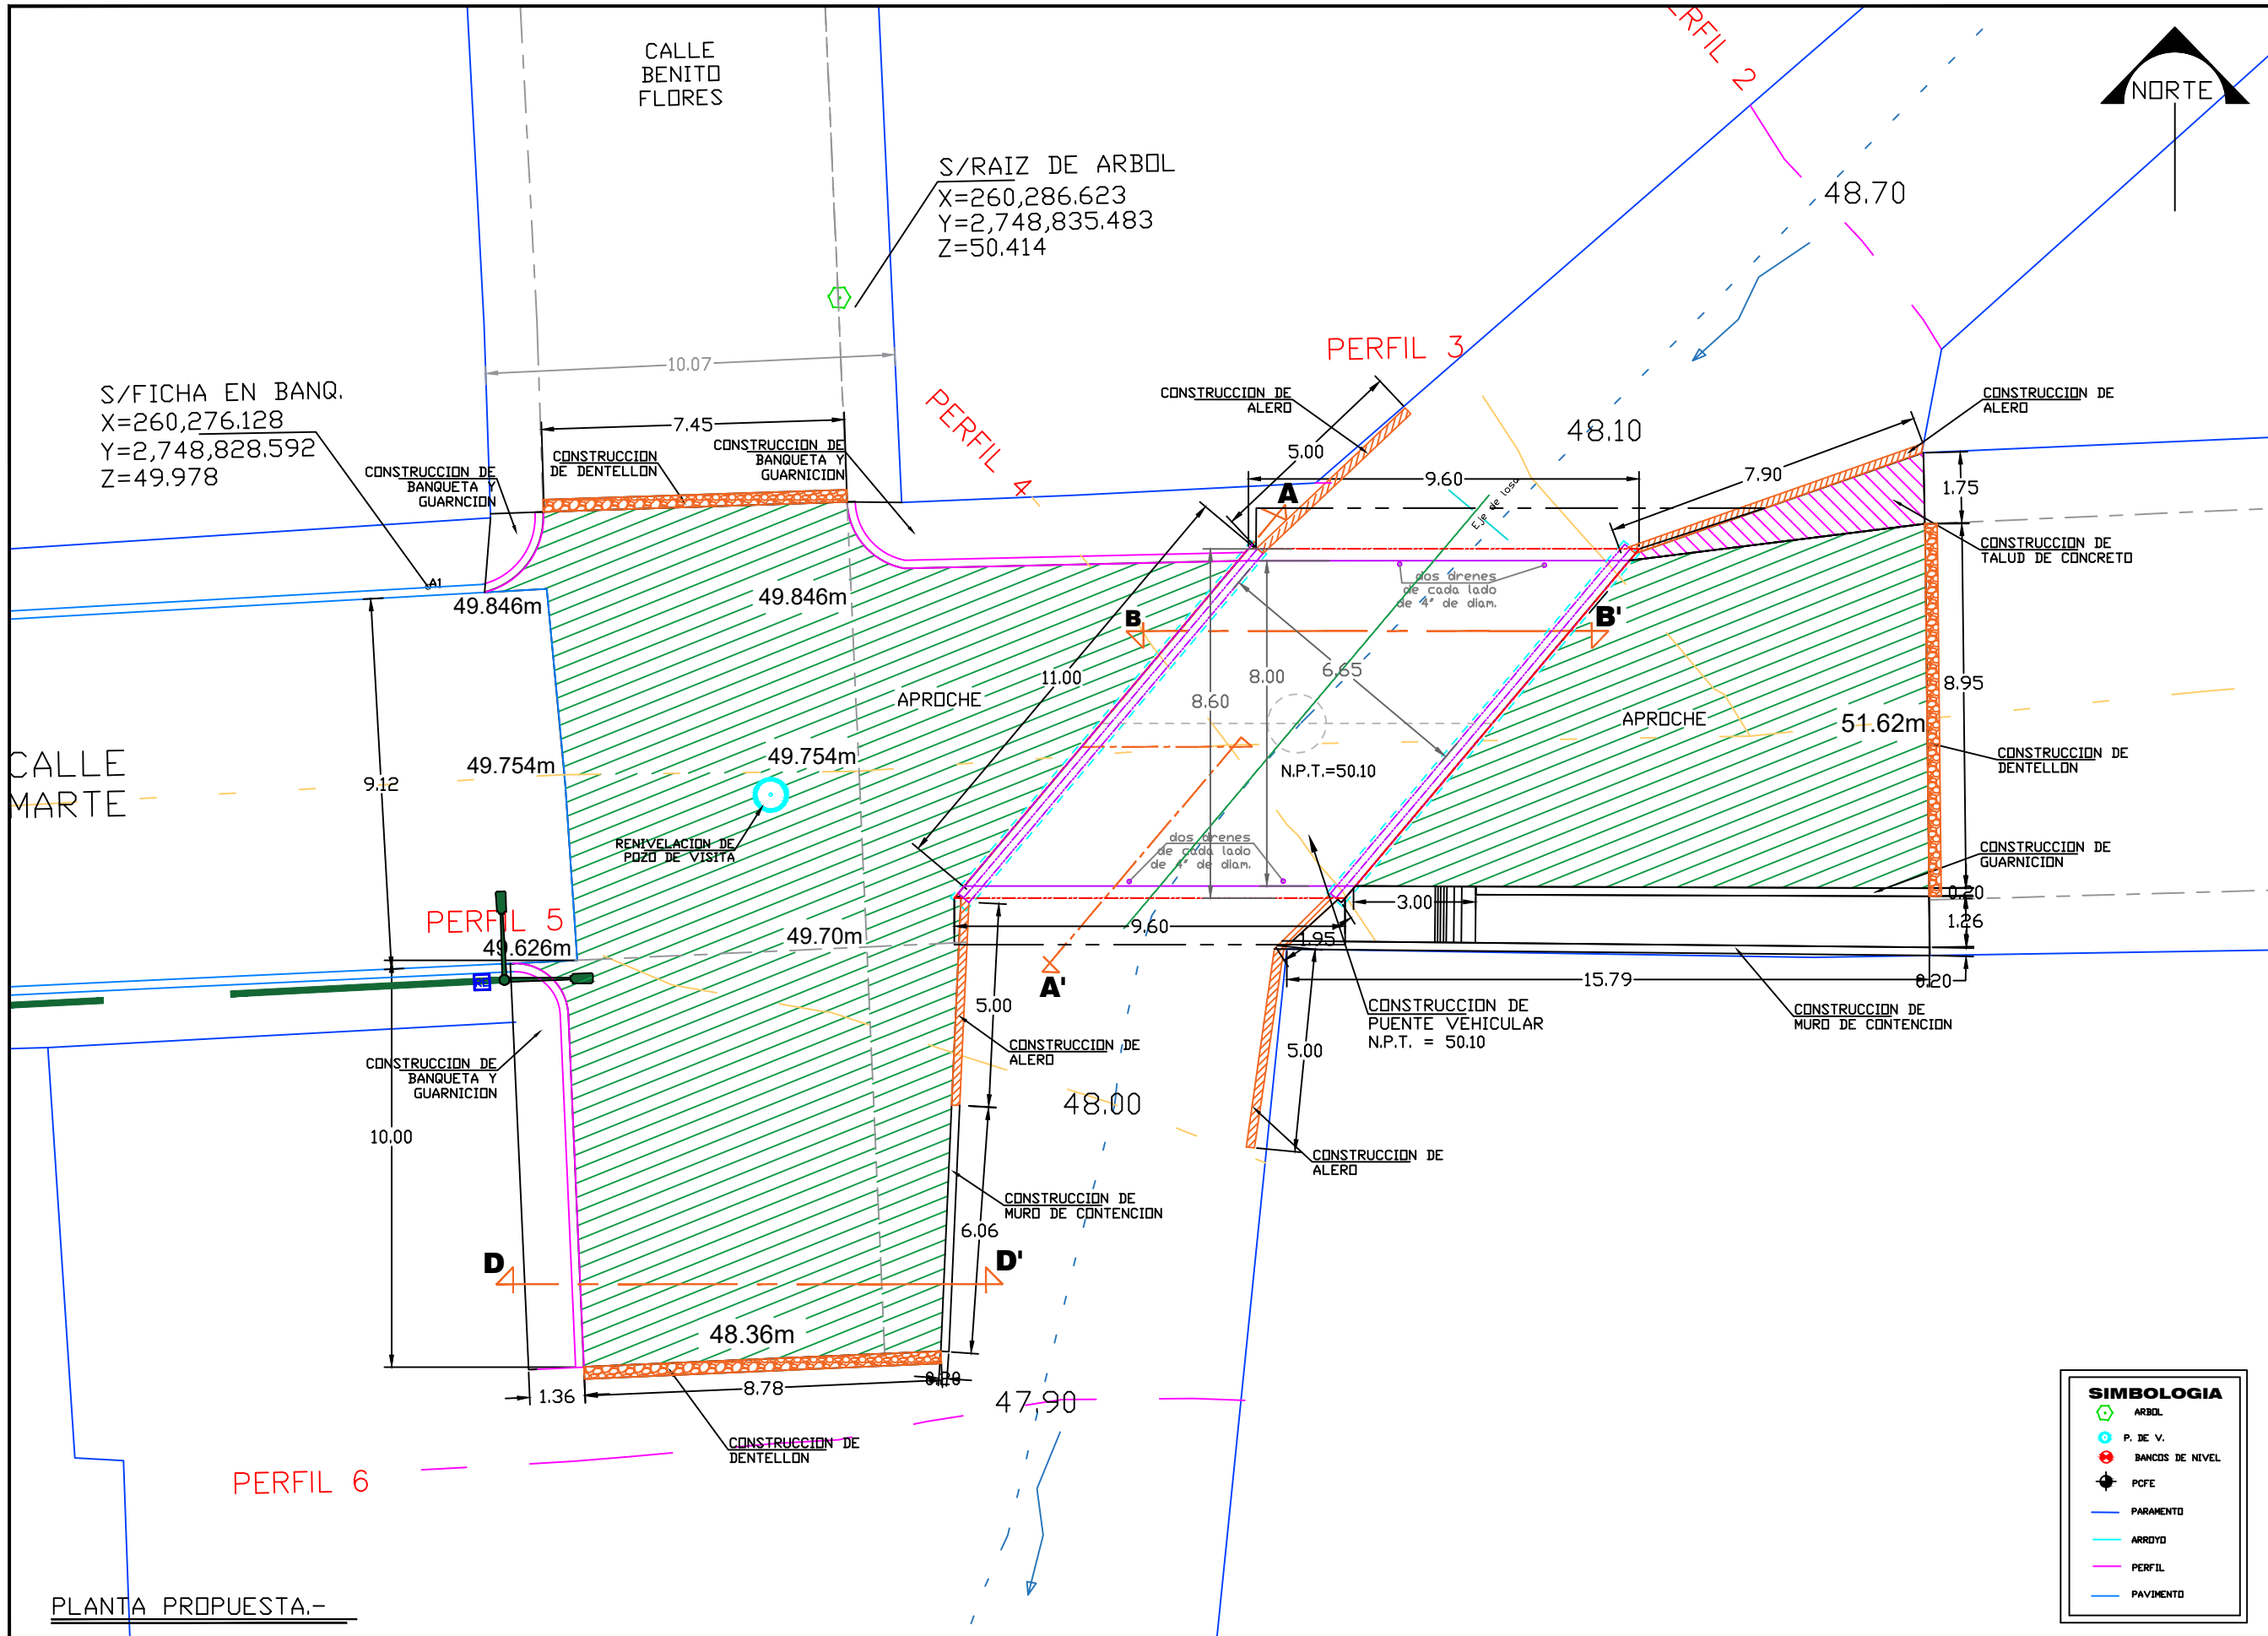 CALLE
BENITO
FLORES
PERFIL 2
NORTE
S/RAIZ DE ARBOL
X=260,286.623
Y=2,748,835.483
Z=50.414
48.70
10.07
PERFIL 3
S/FICHA EN BANQ.
X=260,276.128
Y=2,748,828.592
Z=49.978
PERFIL 4
CONSTRUCCION DE
ALERO
CONSTRUCCION DE
ALERO
7.45
48.10
5.00
9.60
7.90
1.75
CONSTRUCCION DE
BANQUETA Y
GUARNCION
CONSTRUCCION
DE DENTELLON
CONSTRUCCION DE
BANQUETA Y
GUARNICION
A
Eje de losa
CONSTRUCCION DE
TALUD DE CONCRETO
A1
49.846m
49.846m
dos drenes
de cada lado
de 4" de diam.
B
B'
11.00
8.60
8.00
6.65
APROCHE
APROCHE
8.95
51.62m
CALLE
MARTE
9.12
49.754m
49.754m
N.P.T.=50.10
CONSTRUCCION DE
DENTELLON
RENIVELACION DE
POZO DE VISITA
dos drenes
de cada lado
de 4" de diam.
CONSTRUCCION DE
GUARNICION
0.20
1.26
3.00
PERFIL 5
49.626m
49.70m
9.60
1.95
RE
A'
15.79
0.20
5.00
CONSTRUCCION DE
PUENTE VEHICULAR
N.P.T. = 50.10
CONSTRUCCION DE
MURO DE CONTENCION
CONSTRUCCION DE
ALERO
5.00
CONSTRUCCION DE
BANQUETA Y
GUARNICION
48.00
10.00
CONSTRUCCION DE
ALERO
CONSTRUCCION DE
MURO DE CONTENCION
6.06
D
D'
48.36m
1.36
8.78
47.90
CONSTRUCCION DE
DENTELLON
PERFIL 6
PLANTA PROPUESTA.-
SIMBOLOGIA
ARBOL
P. DE V.
BANCOS DE NIVEL
PCFE
PARAMENTO
ARROYO
PERFIL
PAVIMENTO